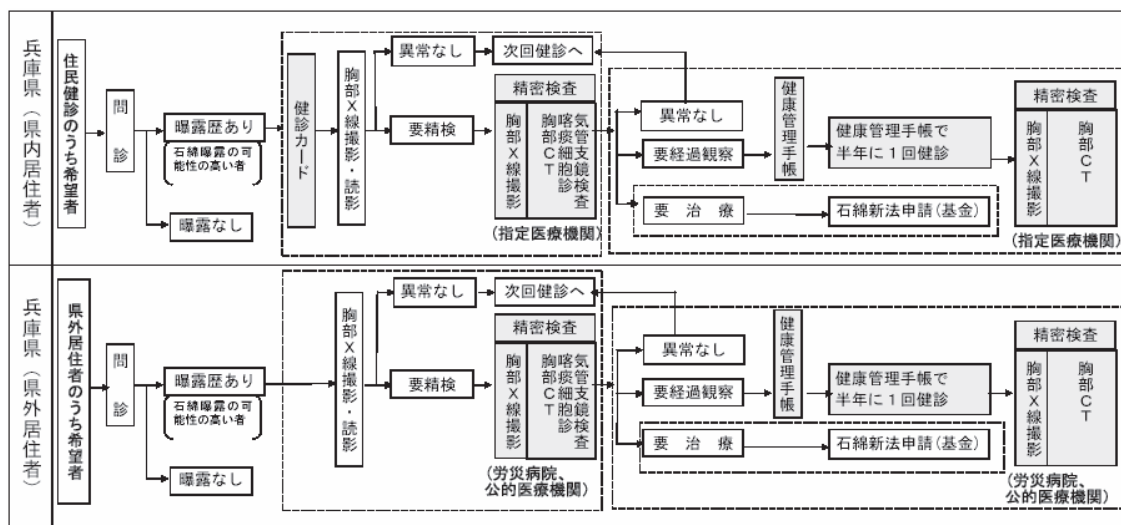 兵庫県（県内居住者）
住民健診のうち希望者
問診
曝露歴あり
石綿曝露の可
能性の高い者
曝露なし
健診カード
胸部X線撮影・読影
異常なし
次回健診へ
要精検
精密検査
胸部X線撮影
気管支鏡検査
喀痰細胞診
胸部CT
(指定医療機関)
異常なし
要経過観察
要治療
健康管理手帳
健康管理手帳で
半年に1回健診
石綿新法申請(基金)
精密検査
胸部X線撮影
胸部CT
(指定医療機関)
兵庫県（県外居住者）
県外居住者のうち希望者
問診
曝露歴あり
石綿曝露の可
能性の高い者
曝露なし
胸部X線撮影・読影
異常なし
次回健診へ
要精検
精密検査
胸部X線撮影
気管支鏡検査
喀痰細胞診
胸部CT
(労災病院、
公的医療機関)
異常なし
要経過観察
要治療
健康管理手帳
健康管理手帳で
半年に1回健診
石綿新法申請(基金)
精密検査
胸部X線撮影
胸部CT
(労災病院、
公的医療機関)